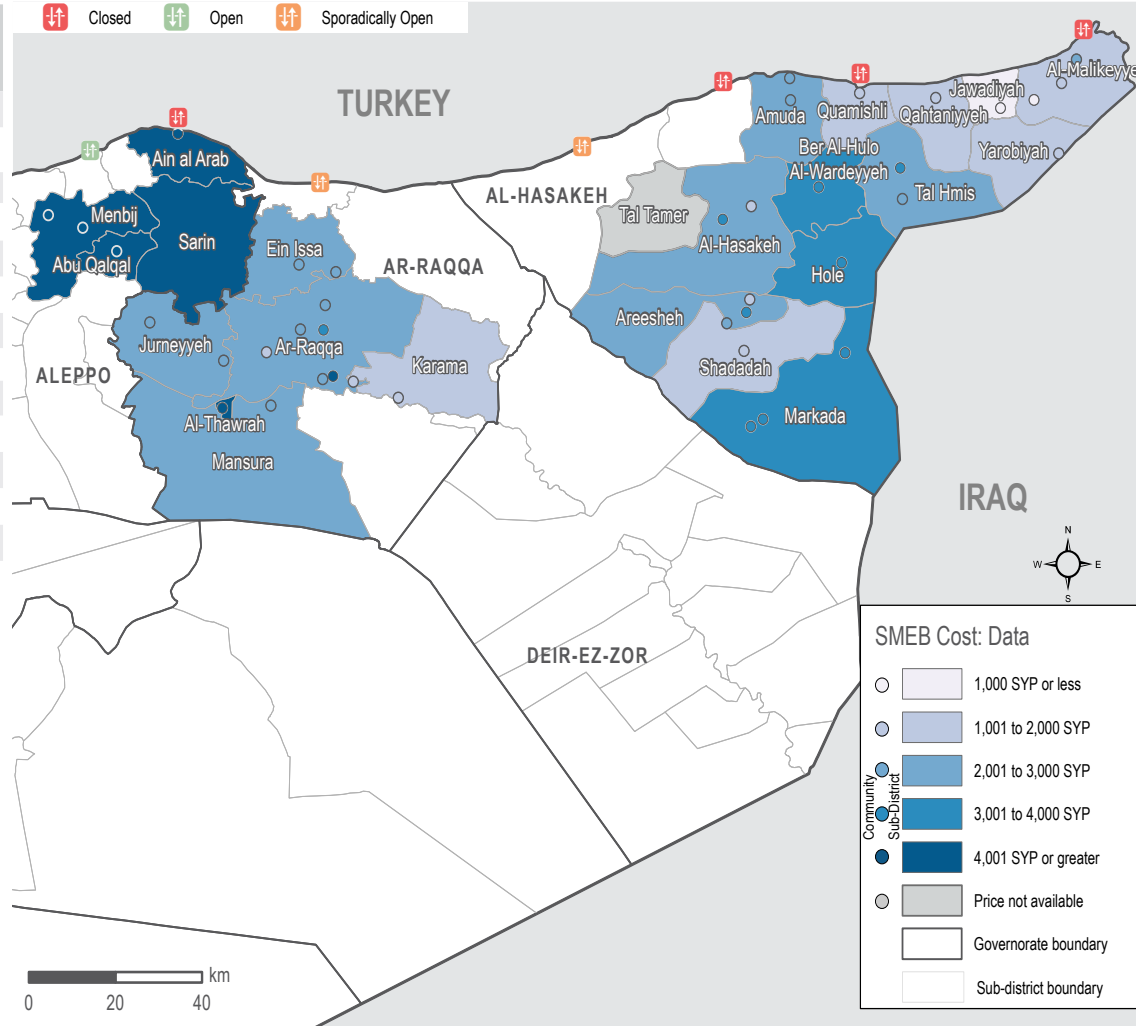 Closed
Open
Sporadically Open
TURKEY
Al-Malikeyye
Jawadiyah
Amuda
Quamishli
Qahtaniyyeh
Ain al Arab
Ber Al-Hulo
Yarobiyah
Al-Wardeyyeh
AL-HASAKEH
Tal Hmis
Menbij
Tal Tamer
Sarin
Ein Issa
Al-Hasakeh
Abu Qalqal
AR-RAQQA
Hole
Areesheh
Jurneyyeh
Ar-Raqqa
Karama
Shadadah
ALEPPO
Al-Thawrah
Markada
Mansura
IRAQ
N
W
E
S
DEIR-EZ-ZOR
SMEB Cost: Data
1,000 SYP or less
1,001 to 2,000 SYP
2,001 to 3,000 SYP
Community
Sub-District
3,001 to 4,000 SYP
4,001 SYP or greater
Price not available
Governorate boundary
Sub-district boundary
km
0
20
40